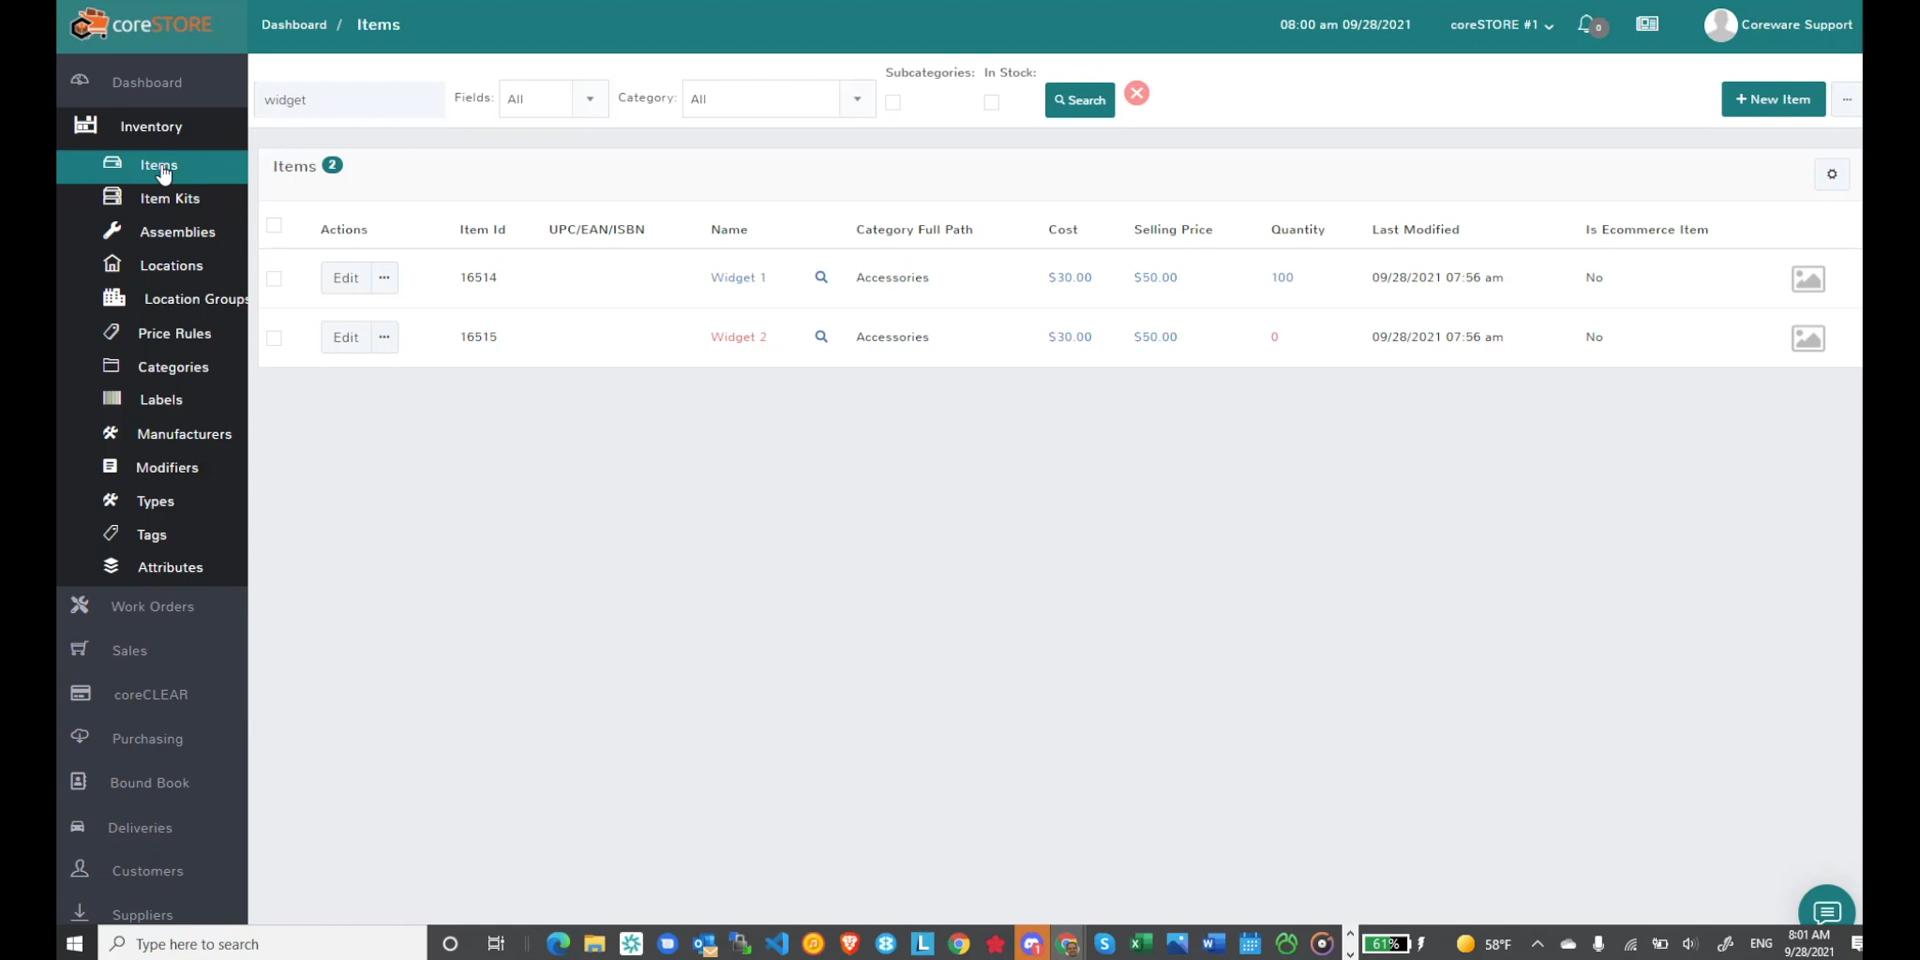 coreSTORE
Dashboard / Items
08:00 am 09/28/2021
coreSTORE #1
0
Coreware Support
Dashboard
Inventory
Items
Item Kits
Assemblies
Locations
Location Groups
Price Rules
Categories
Labels
Manufacturers
Modifiers
Types
Tags
Attributes
Work Orders
Sales
coreCLEAR
Purchasing
Bound Book
Deliveries
Customers
Suppliers
widget
Fields: All
Category: All
Subcategories: In Stock:
Search
+ New Item
...
Items 2
Actions Item Id UPC/EAN/ISBN Name Category Full Path Cost Selling Price Quantity Last Modified Is Ecommerce Item
Edit ... 16514 Widget 1 Accessories $30.00 $50.00 100 09/28/2021 07:56 am No
Edit ... 16515 Widget 2 Accessories $30.00 $50.00 0 09/28/2021 07:56 am No
Type here to search
61%
58°F
ENG
8:01 AM
9/28/2021